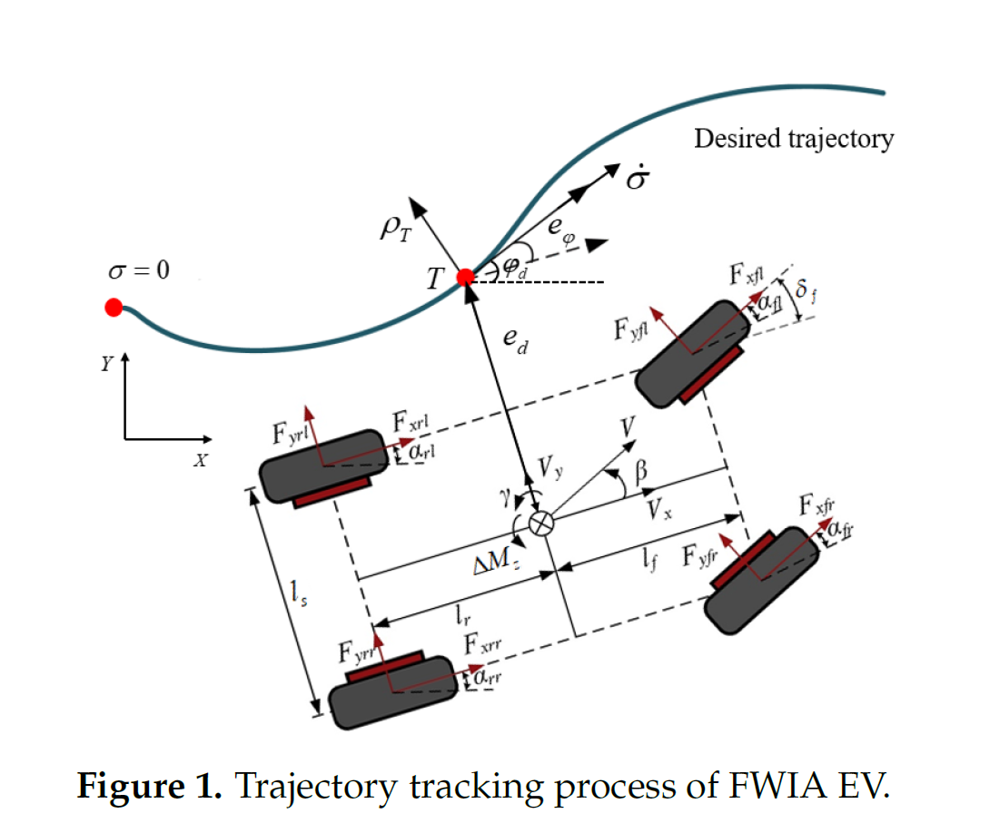 Desired trajectory
σ̇
ρ_T
e_φ
φ_d
σ = 0
T
F_xfl
δ_f
α_fl
F_yfl
e_d
Y
X
F_yrl
F_xrl
α_rl
V
V_y
β
γ
V_x
F_xfr
α_fr
ΔM_z
l_f
F_yfr
l_s
l_r
F_yrr
F_xrr
α_rr
Figure 1. Trajectory tracking process of FWIA EV.